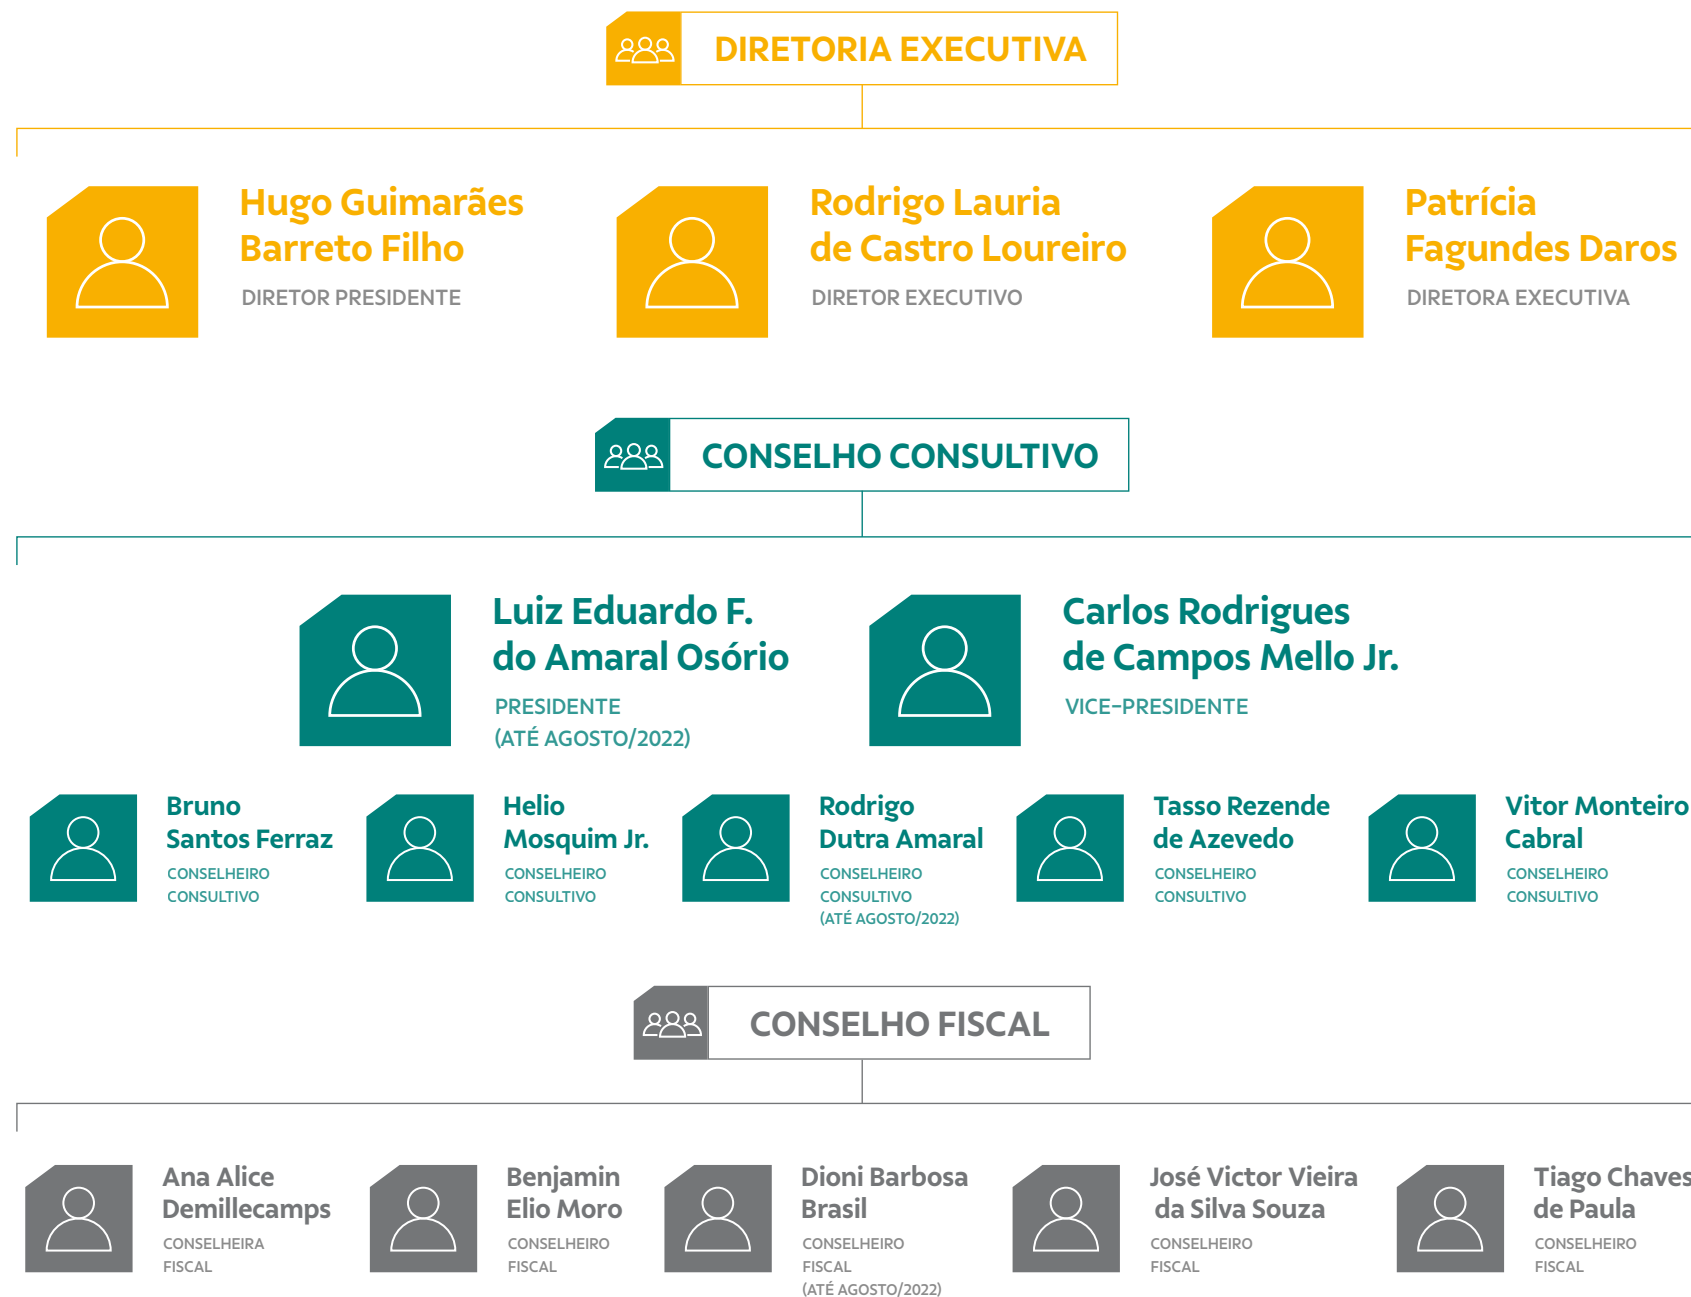 DIRETORIA EXECUTIVA
Hugo Guimarães
Barreto Filho
DIRETOR PRESIDENTE
Rodrigo Lauria
de Castro Loureiro
DIRETOR EXECUTIVO
Patrícia
Fagundes Daros
DIRETORA EXECUTIVA
CONSELHO CONSULTIVO
Luiz Eduardo F.
do Amaral Osório
PRESIDENTE
(ATÉ AGOSTO/2022)
Carlos Rodrigues
de Campos Mello Jr.
VICE-PRESIDENTE
Bruno
Santos Ferraz
CONSELHEIRO
CONSULTIVO
Helio
Mosquim Jr.
CONSELHEIRO
CONSULTIVO
Rodrigo
Dutra Amaral
CONSELHEIRO
CONSULTIVO
(ATÉ AGOSTO/2022)
Tasso Rezende
de Azevedo
CONSELHEIRO
CONSULTIVO
Vitor Monteiro
Cabral
CONSELHEIRO
CONSULTIVO
CONSELHO FISCAL
Ana Alice
Demillecamps
CONSELHEIRA
FISCAL
Benjamin
Elio Moro
CONSELHEIRO
FISCAL
Dioni Barbosa
Brasil
CONSELHEIRO
FISCAL
(ATÉ AGOSTO/2022)
José Victor Vieira
da Silva Souza
CONSELHEIRO
FISCAL
Tiago Chaves
de Paula
CONSELHEIRO
FISCAL